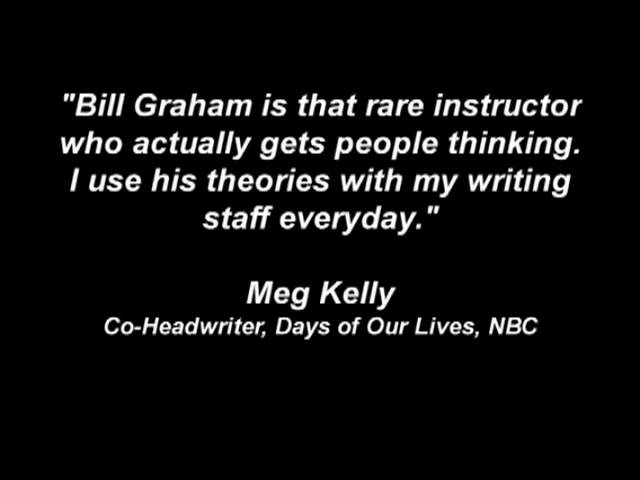 "Bill Graham is that rare instructor
who actually gets people thinking.
I use his theories with my writing
staff everyday."
Meg Kelly
Co-Headwriter, Days of Our Lives, NBC